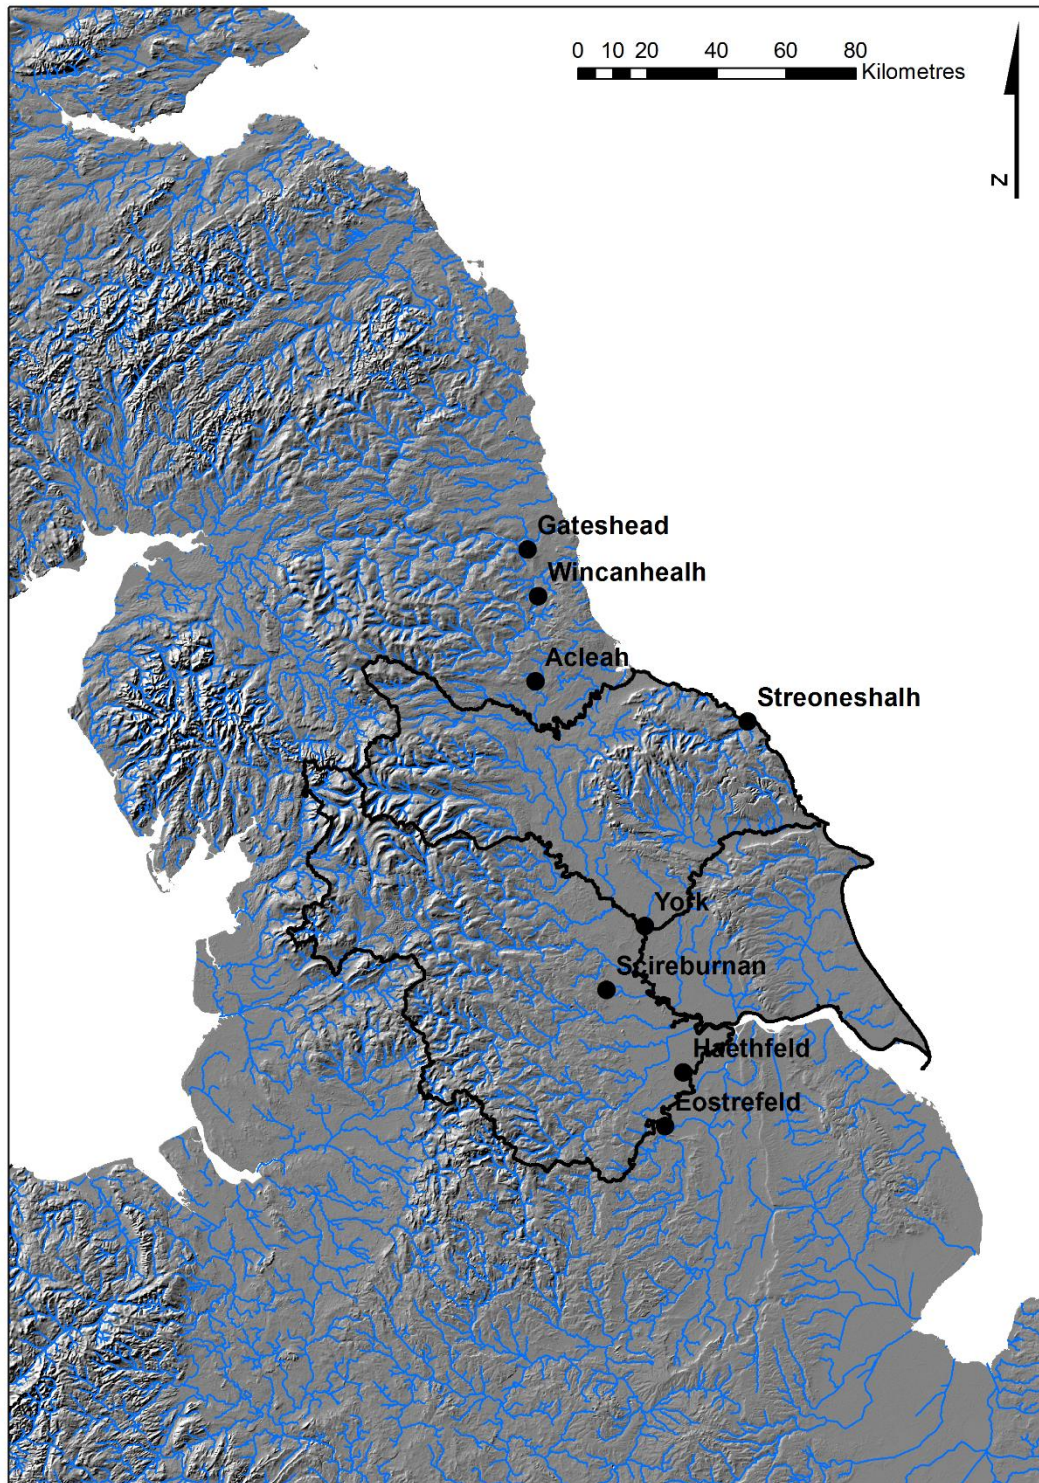 0 10 20 40 60 80
Kilometres
N
Gateshead
Wincanhealh
Acleah
Streoneshalh
York
Scireburnan
Haethfeld
Eostrefeld